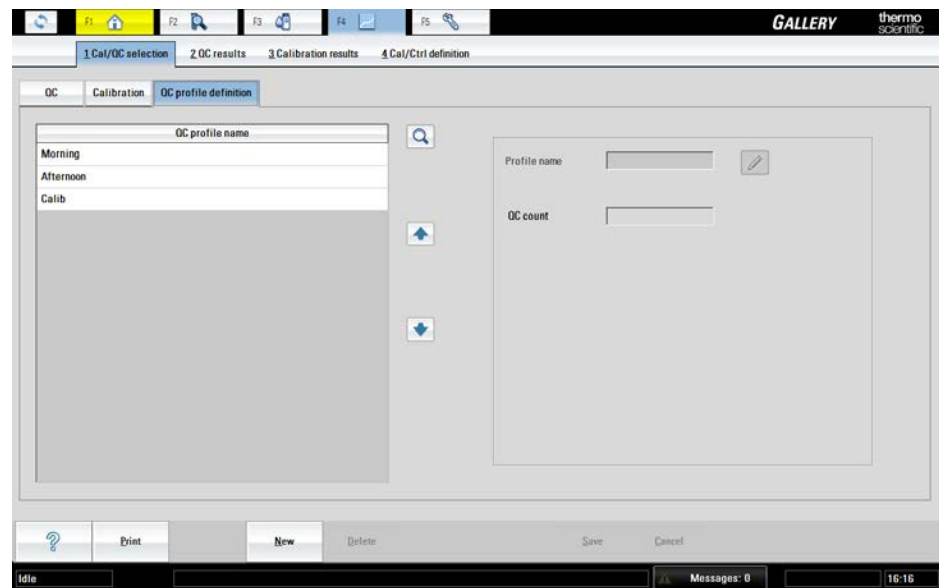 F1 F2 F3 F4 F5 GALLERY thermo
scientific
1 Cal/QC selection 2 QC results 3 Calibration results 4 Cal/Ctrl definition
QC Calibration QC profile definition
QC profile name
Morning
Afternoon
Calib
Profile name
QC count
? Print New Delete Save Cancel
Idle Messages: 0 16:16